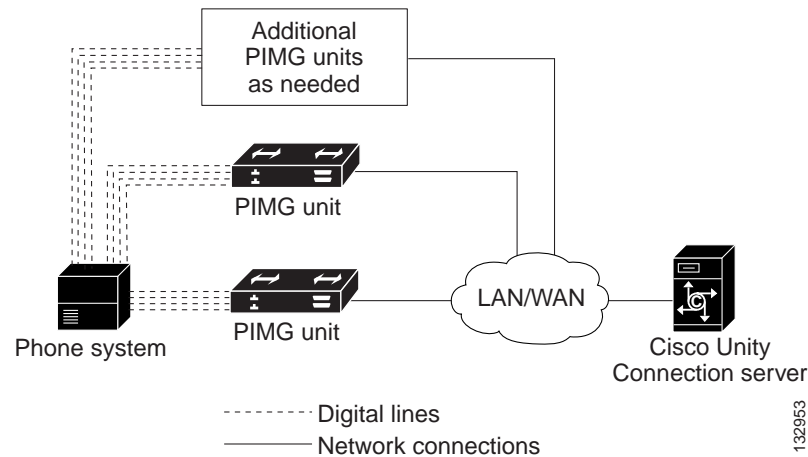 Additional
PIMG units
as needed
PIMG unit
PIMG unit
LAN/WAN
Phone system
Cisco Unity
Connection server
Digital lines
Network connections
132953